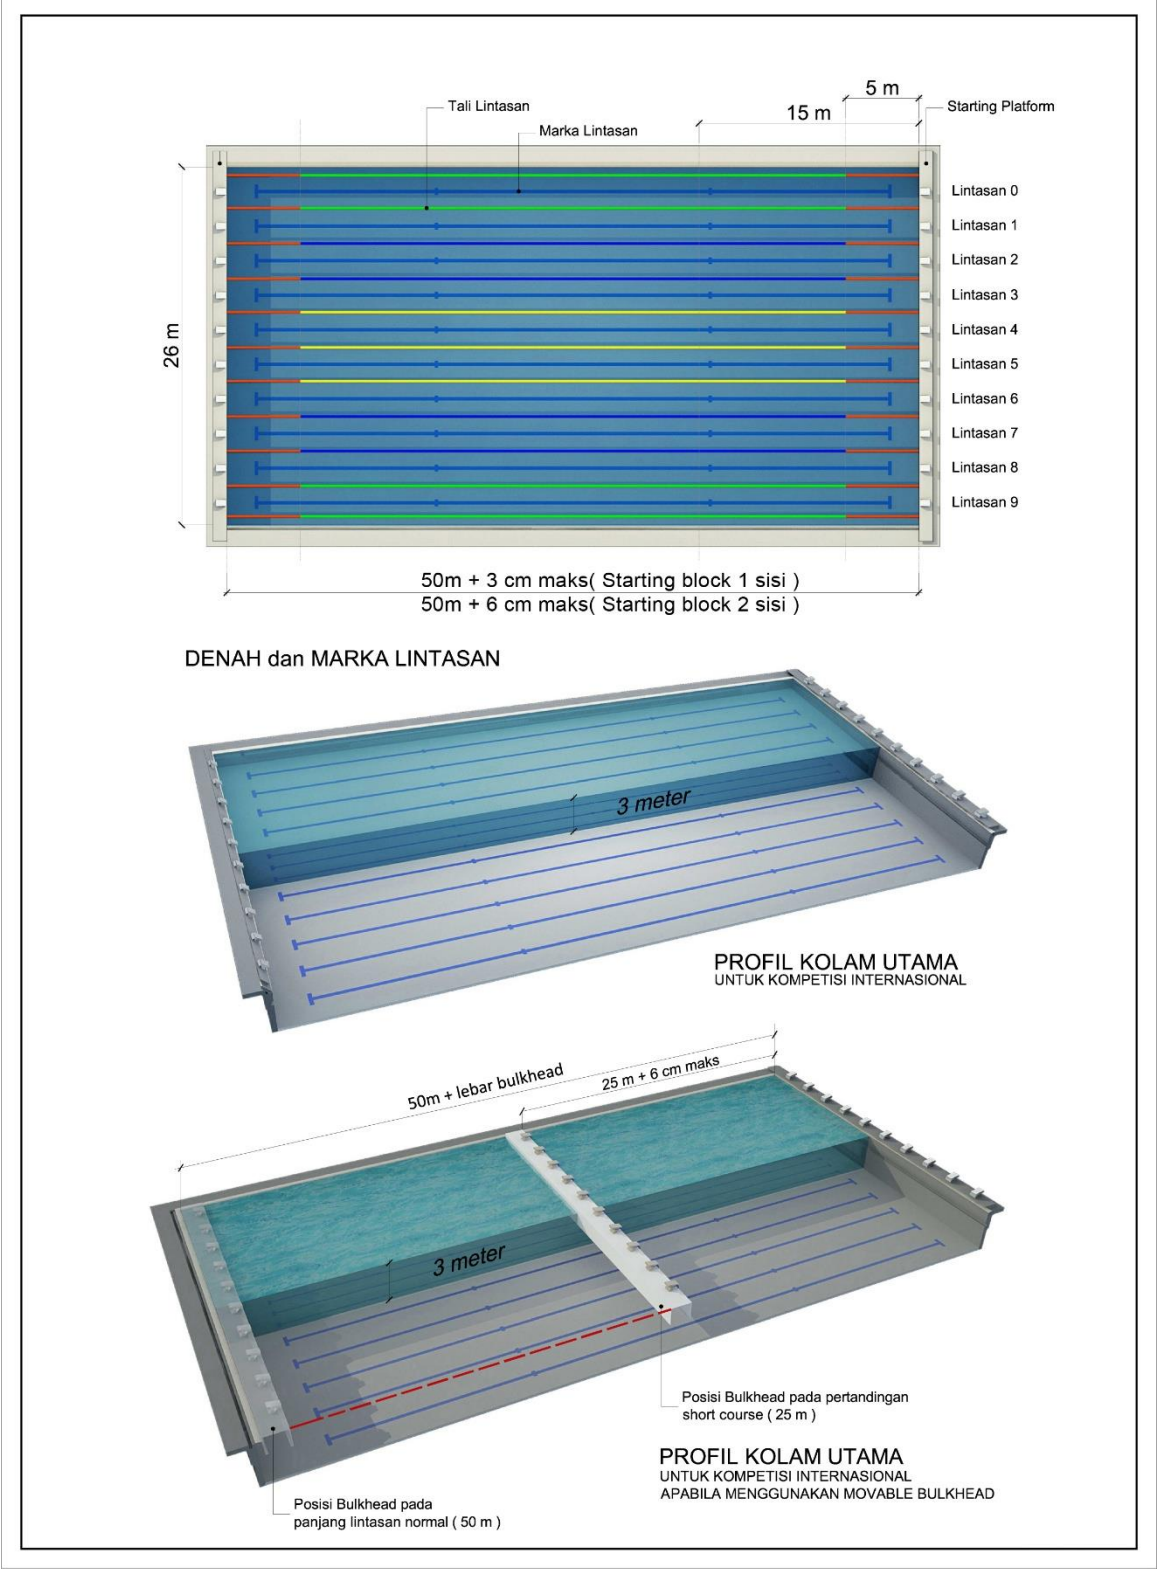 5 m
Tali Lintasan
15 m
Starting Platform
Marka Lintasan
26 m
Lintasan 0
Lintasan 1
Lintasan 2
Lintasan 3
Lintasan 4
Lintasan 5
Lintasan 6
Lintasan 7
Lintasan 8
Lintasan 9
50m + 3 cm maks( Starting block 1 sisi )
50m + 6 cm maks( Starting block 2 sisi )
DENAH dan MARKA LINTASAN
3 meter
PROFIL KOLAM UTAMA
UNTUK KOMPETISI INTERNASIONAL
50m + lebar bulkhead
25 m + 6 cm maks
3 meter
Posisi Bulkhead pada pertandingan
short course ( 25 m )
PROFIL KOLAM UTAMA
UNTUK KOMPETISI INTERNASIONAL
APABILA MENGGUNAKAN MOVABLE BULKHEAD
Posisi Bulkhead pada
panjang lintasan normal ( 50 m )